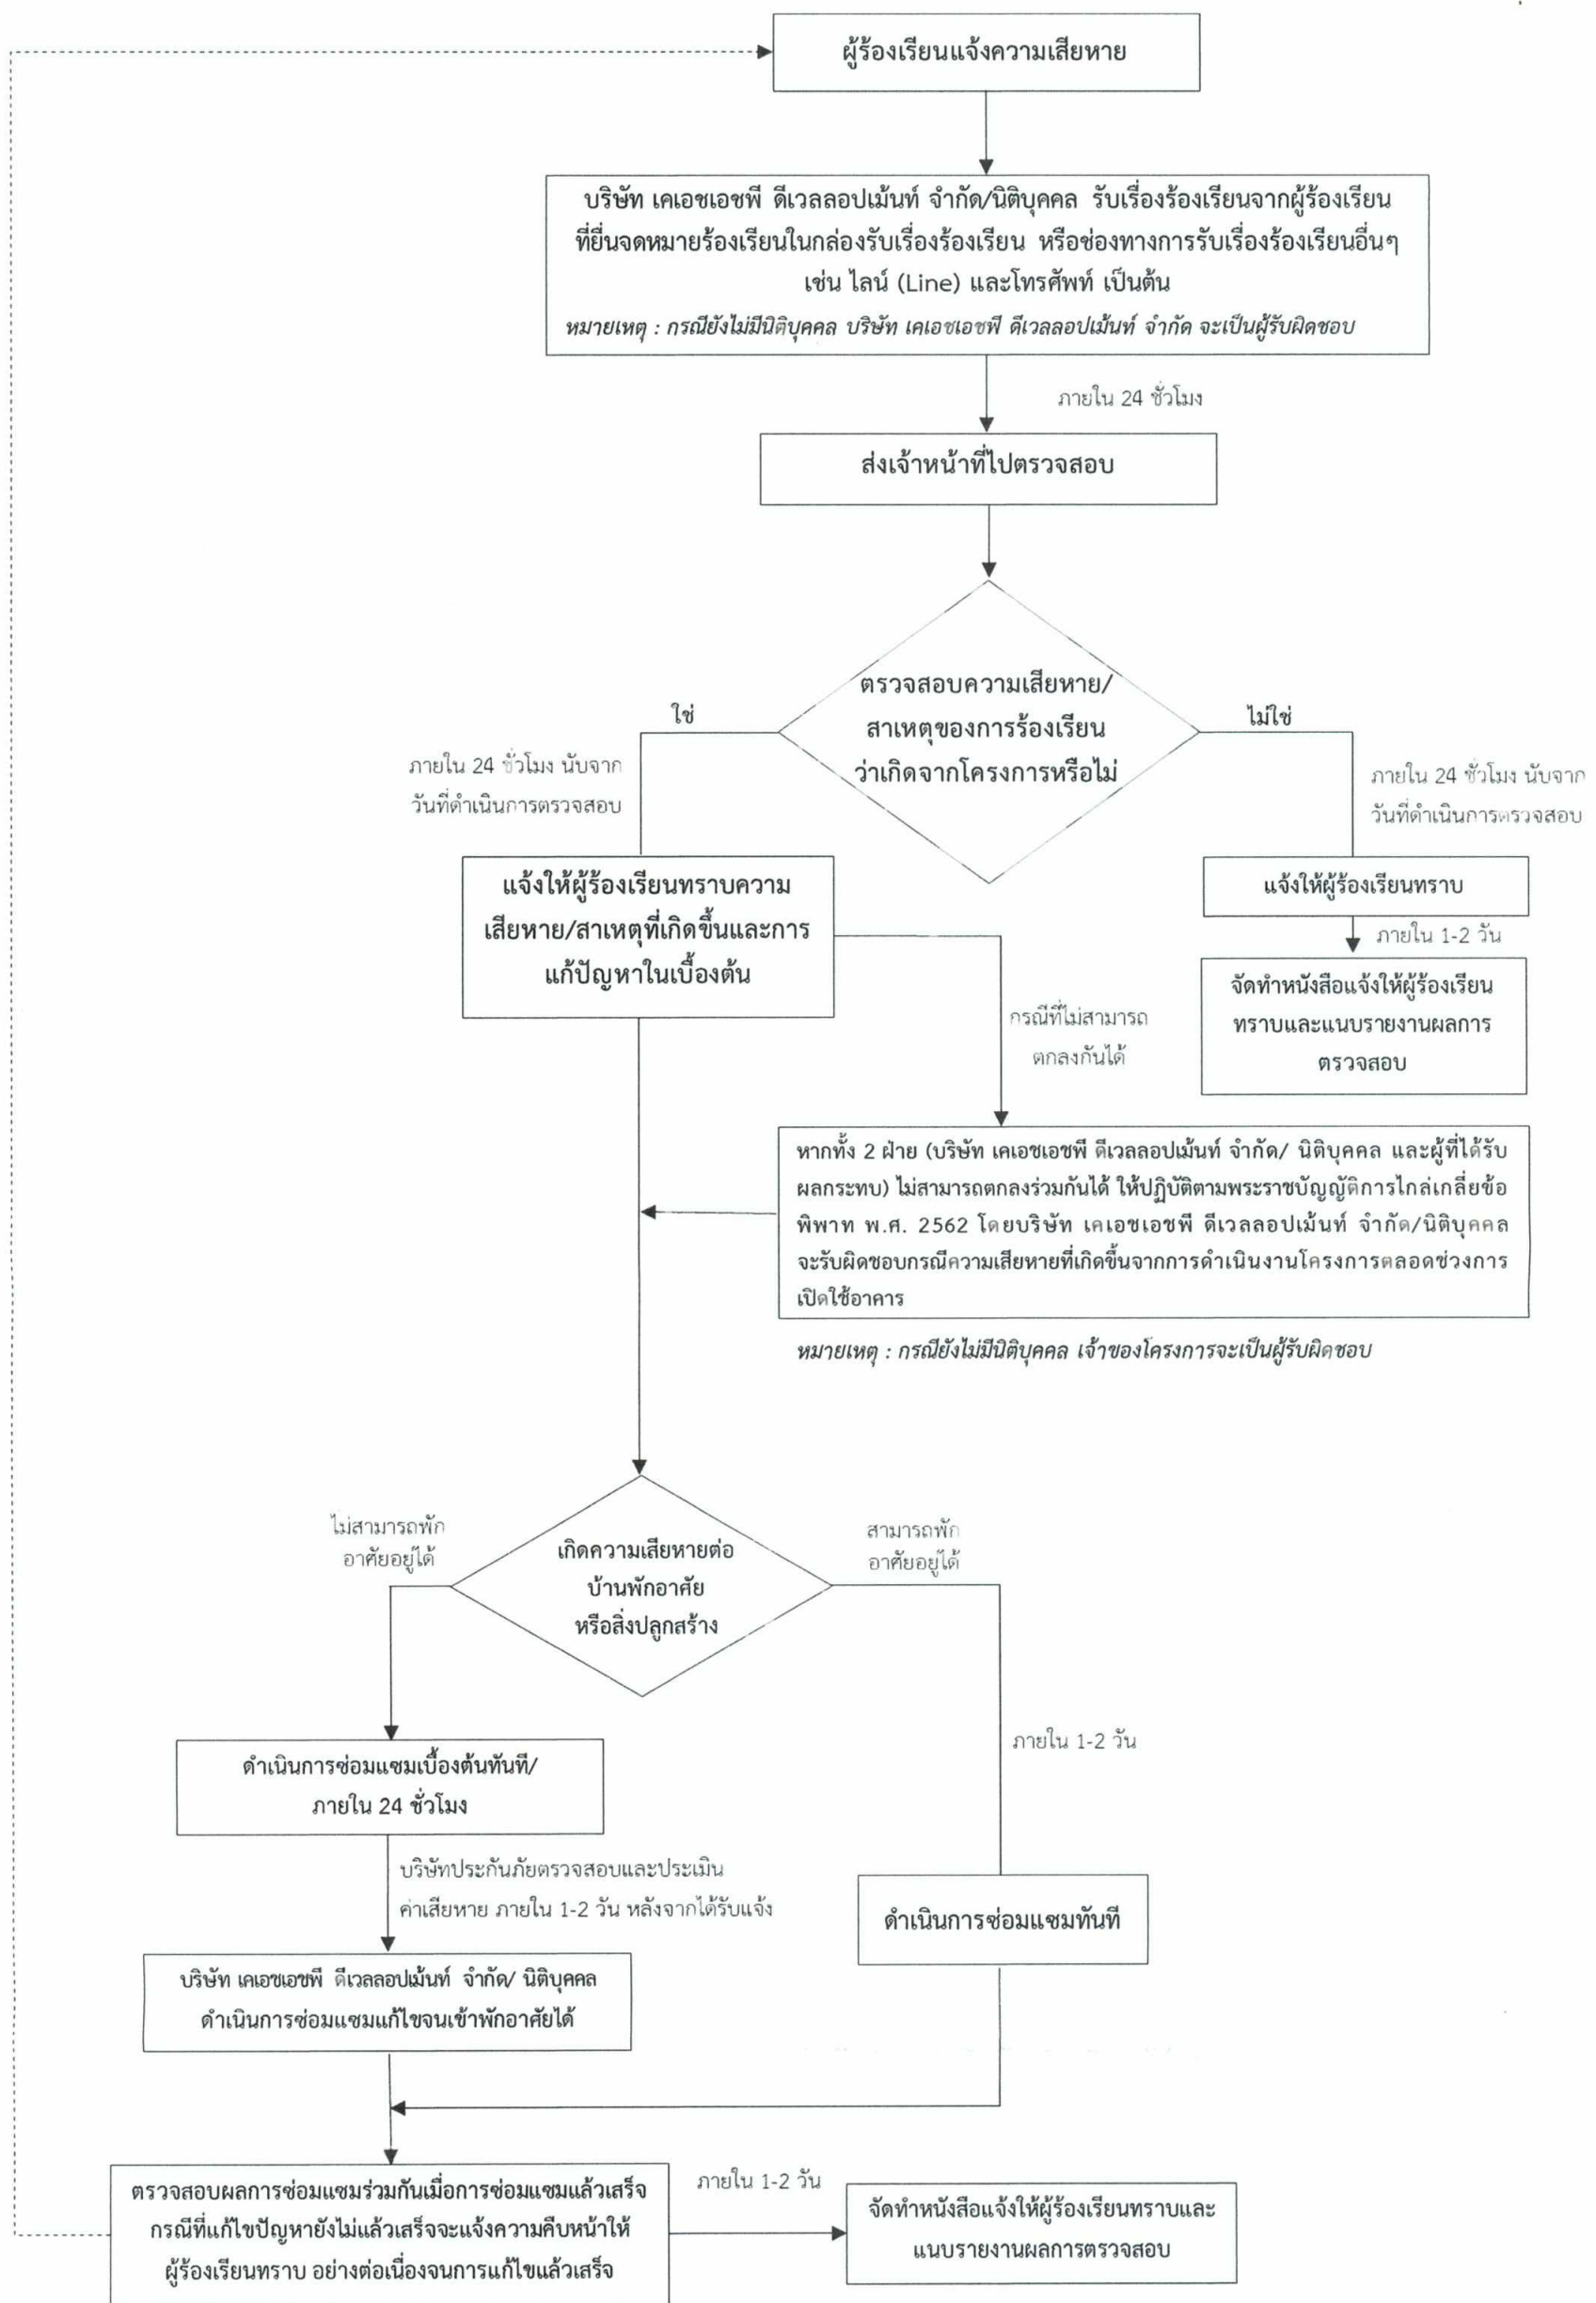 ผู้ร้องเรียนแจ้งความเสียหาย
บริษัท เคเอชเอชพี ดีเวลลอปเม้นท์ จำกัด/นิติบุคคล รับเรื่องร้องเรียนจากผู้ร้องเรียน
ที่ยื่นจดหมายร้องเรียนในกล่องรับเรื่องร้องเรียน หรือช่องทางการรับเรื่องร้องเรียนอื่นๆ
เช่น ไลน์ (Line) และโทรศัพท์ เป็นต้น
หมายเหตุ : กรณียังไม่มีนิติบุคคล บริษัท เคเอชเอชพี ดีเวลลอปเม้นท์ จำกัด จะเป็นผู้รับผิดชอบ
ภายใน 24 ชั่วโมง
ส่งเจ้าหน้าที่ไปตรวจสอบ
ตรวจสอบความเสียหาย/
สาเหตุของการร้องเรียน
ว่าเกิดจากโครงการหรือไม่
ใช่
ไม่ใช่
ภายใน 24 ชั่วโมง นับจาก
วันที่ดำเนินการตรวจสอบ
ภายใน 24 ชั่วโมง นับจาก
วันที่ดำเนินการตรวจสอบ
แจ้งให้ผู้ร้องเรียนทราบความ
เสียหาย/สาเหตุที่เกิดขึ้นและการ
แก้ปัญหาในเบื้องต้น
แจ้งให้ผู้ร้องเรียนทราบ
ภายใน 1-2 วัน
จัดทำหนังสือแจ้งให้ผู้ร้องเรียน
ทราบและแนบรายงานผลการ
ตรวจสอบ
กรณีที่ไม่สามารถ
ตกลงกันได้
หากทั้ง 2 ฝ่าย (บริษัท เคเอชเอชพี ดีเวลลอปเม้นท์ จำกัด/ นิติบุคคล และผู้ที่ได้รับ
ผลกระทบ) ไม่สามารถตกลงร่วมกันได้ ให้ปฏิบัติตามพระราชบัญญัติการไกล่เกลี่ยข้อ
พิพาท พ.ศ. 2562 โดยบริษัท เคเอชเอชพี ดีเวลลอปเม้นท์ จำกัด/นิติบุคคล
จะรับผิดชอบกรณีความเสียหายที่เกิดขึ้นจากการดำเนินงานโครงการตลอดช่วงการ
เปิดใช้อาคาร
หมายเหตุ : กรณียังไม่มีนิติบุคคล เจ้าของโครงการจะเป็นผู้รับผิดชอบ
ไม่สามารถพัก
อาศัยอยู่ได้
เกิดความเสียหายต่อ
บ้านพักอาศัย
หรือสิ่งปลูกสร้าง
สามารถพัก
อาศัยอยู่ได้
ภายใน 1-2 วัน
ดำเนินการซ่อมแซมเบื้องต้นทันที/
ภายใน 24 ชั่วโมง
บริษัทประกันภัยตรวจสอบและประเมิน
ค่าเสียหาย ภายใน 1-2 วัน หลังจากได้รับแจ้ง
ดำเนินการซ่อมแซมทันที
บริษัท เคเอชเอชพี ดีเวลลอปเม้นท์ จำกัด/ นิติบุคคล
ดำเนินการซ่อมแซมแก้ไขจนเข้าพักอาศัยได้
ตรวจสอบผลการซ่อมแซมร่วมกันเมื่อการซ่อมแซมแล้วเสร็จ
กรณีที่แก้ไขปัญหายังไม่แล้วเสร็จจะแจ้งความคืบหน้าให้
ผู้ร้องเรียนทราบ อย่างต่อเนื่องจนการแก้ไขแล้วเสร็จ
ภายใน 1-2 วัน
จัดทำหนังสือแจ้งให้ผู้ร้องเรียนทราบและ
แนบรายงานผลการตรวจสอบ